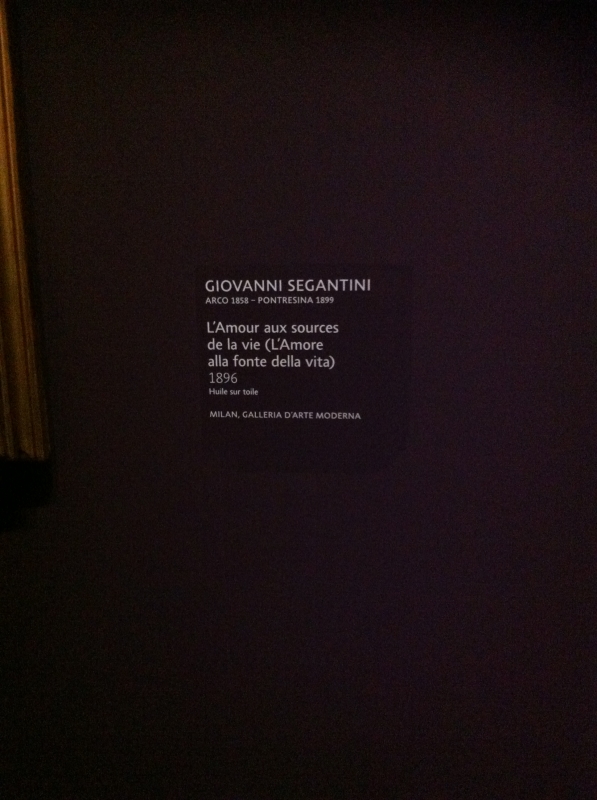 GIOVANNI SEGANTINI
ARCO 1858 – PONTRESINA 1899
L'Amour aux sources
de la vie (L'Amore
alla fonte della vita)
1896
Huile sur toile
MILAN, GALLERIA D'ARTE MODERNA